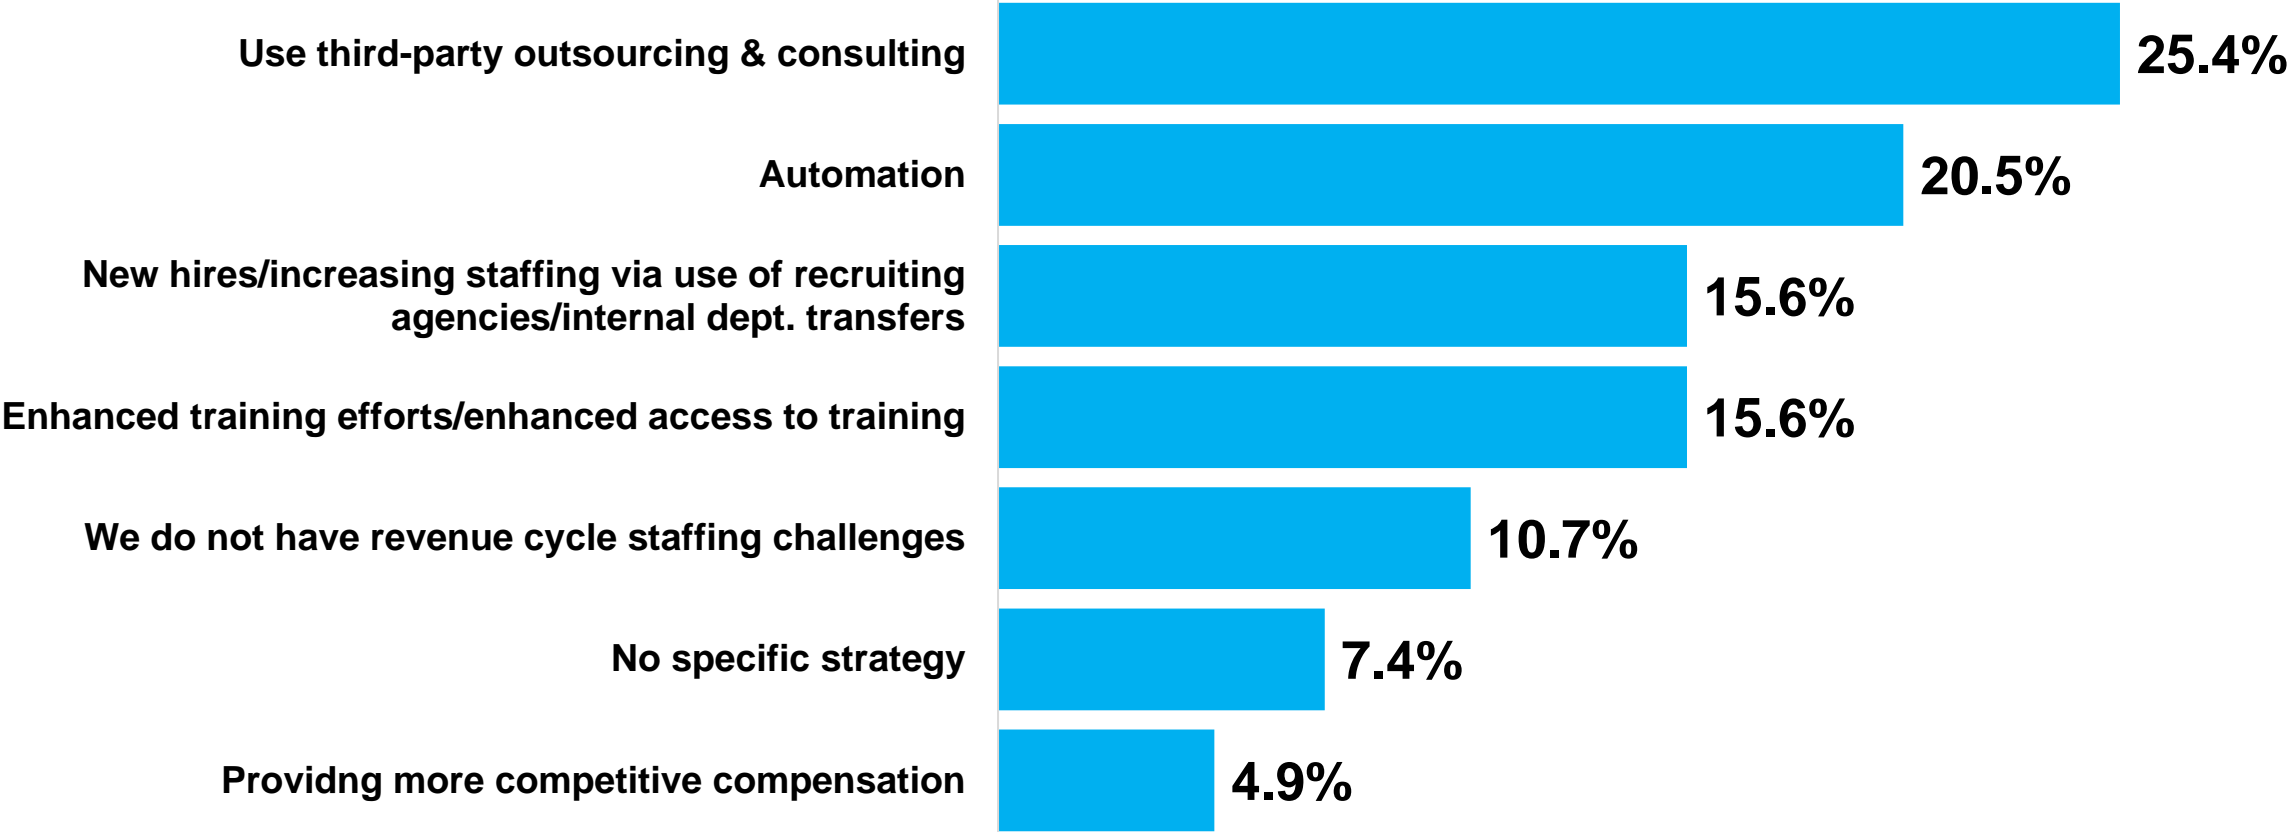 Use third-party outsourcing & consulting
25.4%
Automation
20.5%
New hires/increasing staffing via use of recruiting
agencies/internal dept. transfers
15.6%
Enhanced training efforts/enhanced access to training
15.6%
We do not have revenue cycle staffing challenges
10.7%
No specific strategy
7.4%
Providng more competitive compensation
4.9%